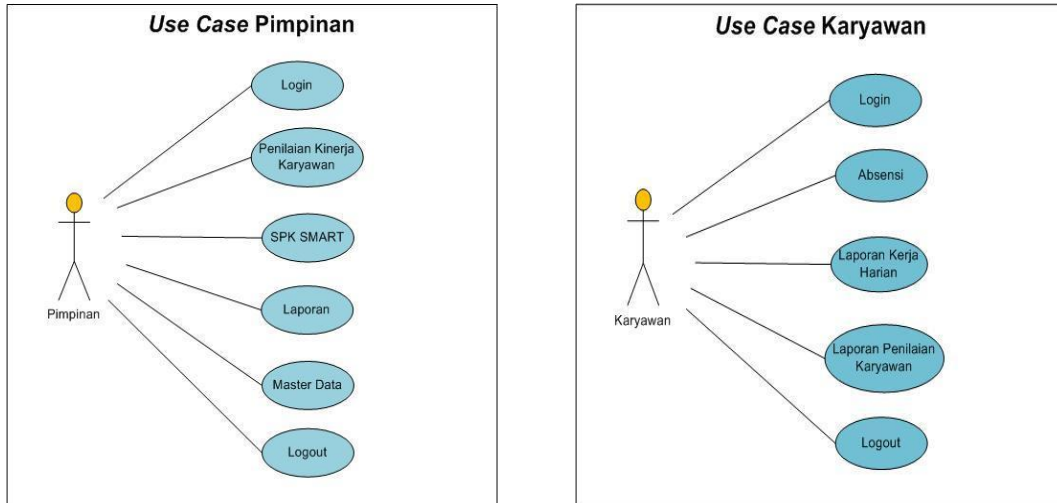 Use Case Pimpinan
Login
Penilaian Kinerja
Karyawan
SPK SMART
Laporan
Master Data
Logout
Pimpinan
Use Case Karyawan
Login
Absensi
Laporan Kerja
Harian
Laporan Penilaian
Karyawan
Logout
Karyawan